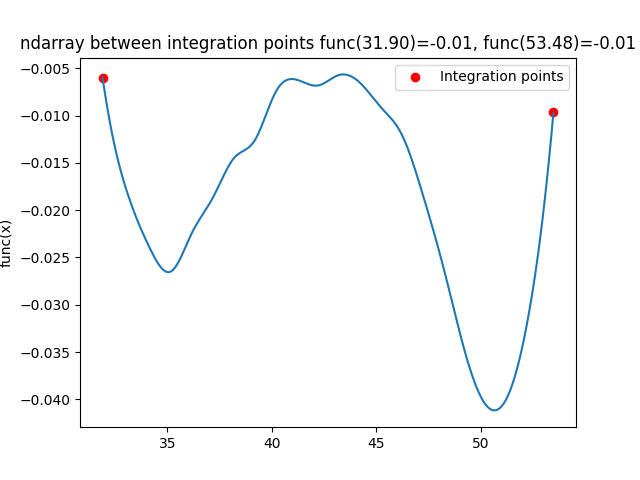 ndarray between integration points func(31.90)=-0.01, func(53.48)=-0.01
Integration points
−0.005
−0.010
−0.015
−0.020
−0.025
−0.030
−0.035
−0.040
func(x)
35 40 45 50